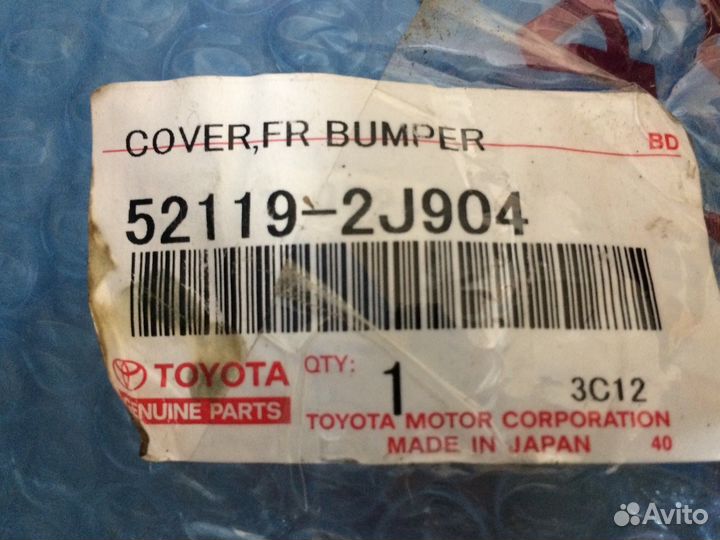 COVER,FR BUMPER BD
52119-2J904
TOYOTA
GENUINE PARTS
QTY: 1 3C12
TOYOTA MOTOR CORPORATION
MADE IN JAPAN 40
Avito